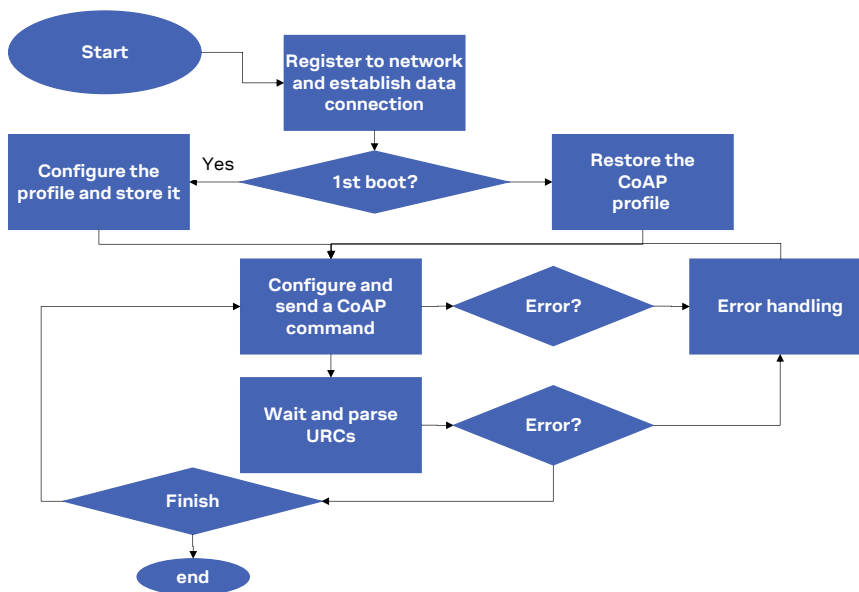 Start
Register to network
and establish data
connection
Configure the
profile and store it
Yes
1st boot?
Restore the
CoAP
profile
Configure and
send a CoAP
command
Error?
Error handling
Wait and parse
URCs
Error?
Finish
end